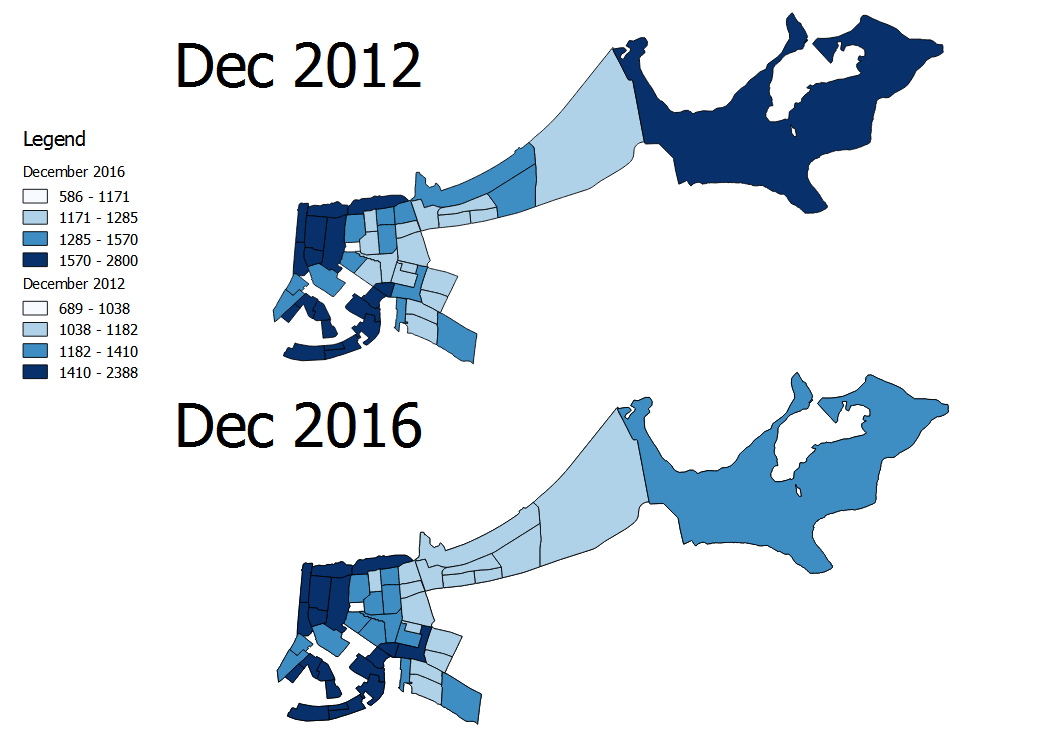 Dec 2012
Legend
December 2016
586 - 1171
1171 - 1285
1285 - 1570
1570 - 2800
December 2012
689 - 1038
1038 - 1182
1182 - 1410
1410 - 2388
Dec 2016